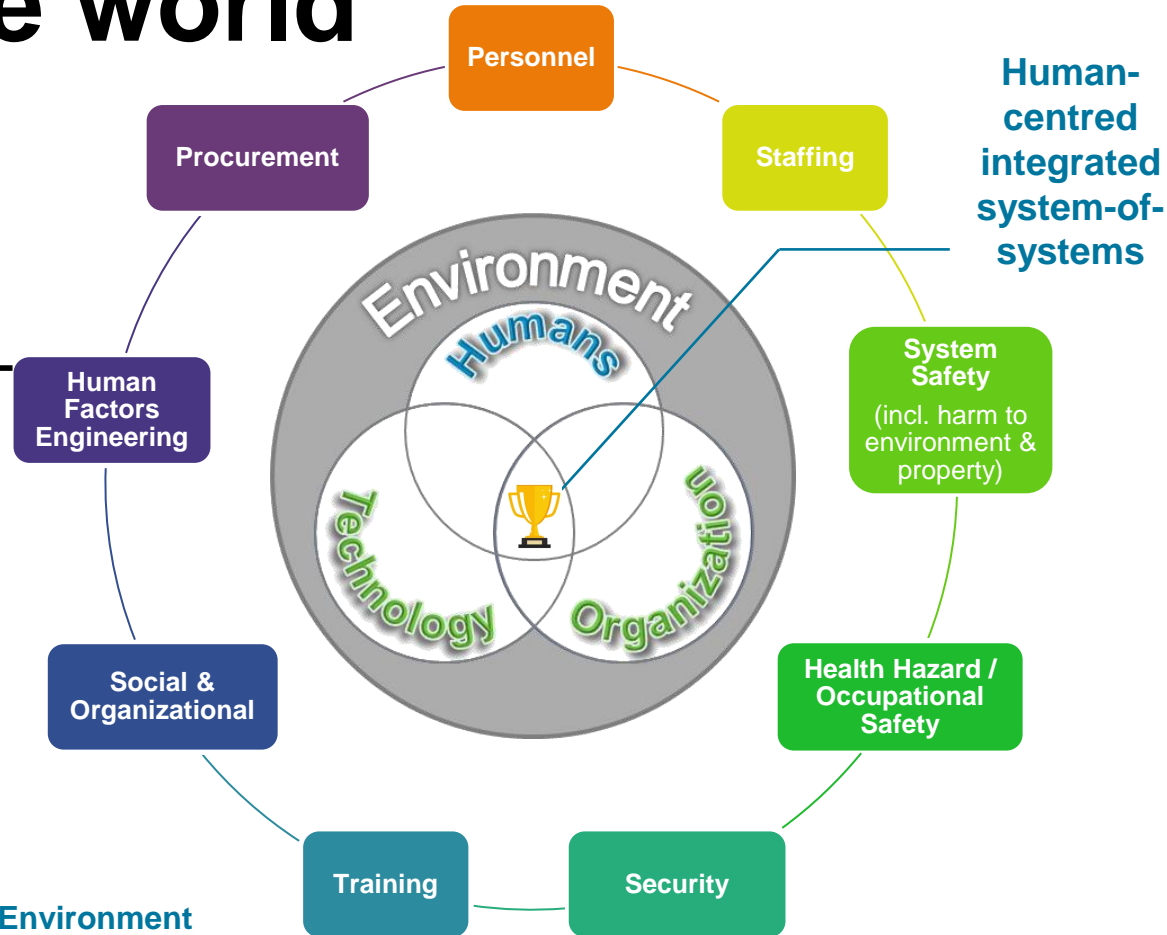 e world
Personnel
Human-
centred
integrated
system-of-
systems
Procurement
Staffing
Environment
Humans
System
Safety
(incl. harm to
environment &
property)
Human
Factors
Engineering
Technology
Organization
Social &
Organizational
Health Hazard /
Occupational
Safety
Training
Security
Environment